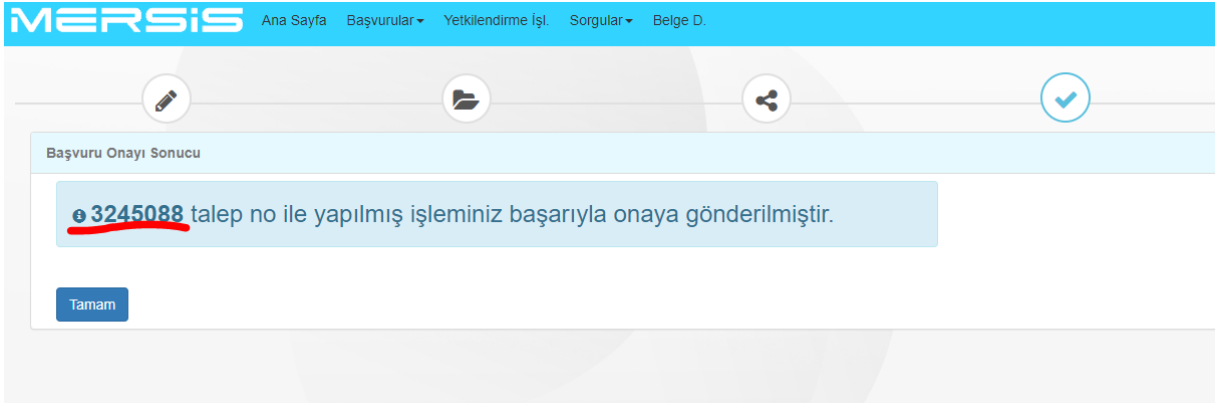 MERSiS Ana Sayfa Başvurular Yetkilendirme İşl. Sorgular Belge D.
Başvuru Onayı Sonucu
3245088 talep no ile yapılmış işleminiz başarıyla onaya gönderilmiştir.
Tamam